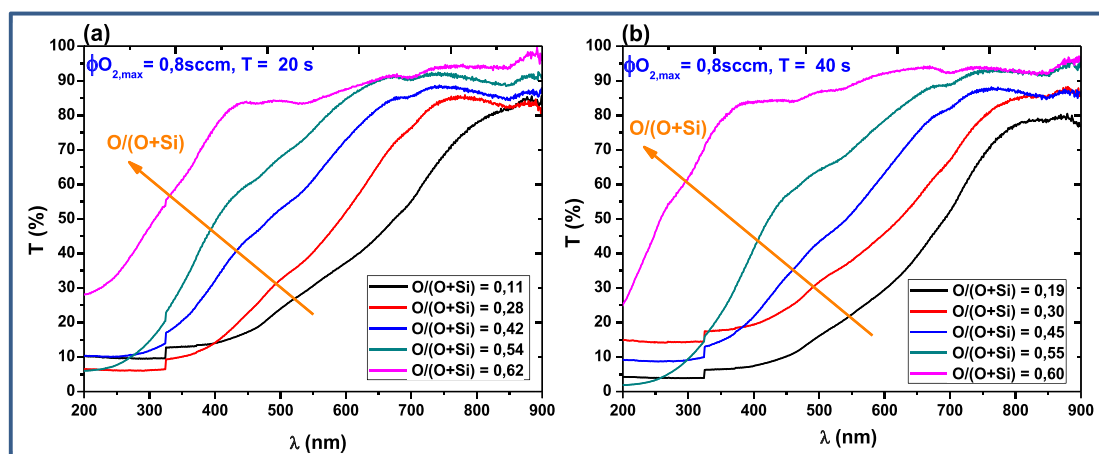 (a)
ϕO2,max = 0,8sccm, T = 20 s
O/(O+Si)
T (%)
100
90
80
70
60
50
40
30
20
10
0
O/(O+Si) = 0,11
O/(O+Si) = 0,28
O/(O+Si) = 0,42
O/(O+Si) = 0,54
O/(O+Si) = 0,62
200 300 400 500 600 700 800 900
λ (nm)
(b)
ϕO2,max = 0,8sccm, T = 40 s
O/(O+Si)
T (%)
100
90
80
70
60
50
40
30
20
10
0
O/(O+Si) = 0,19
O/(O+Si) = 0,30
O/(O+Si) = 0,45
O/(O+Si) = 0,55
O/(O+Si) = 0,60
200 300 400 500 600 700 800 900
λ (nm)